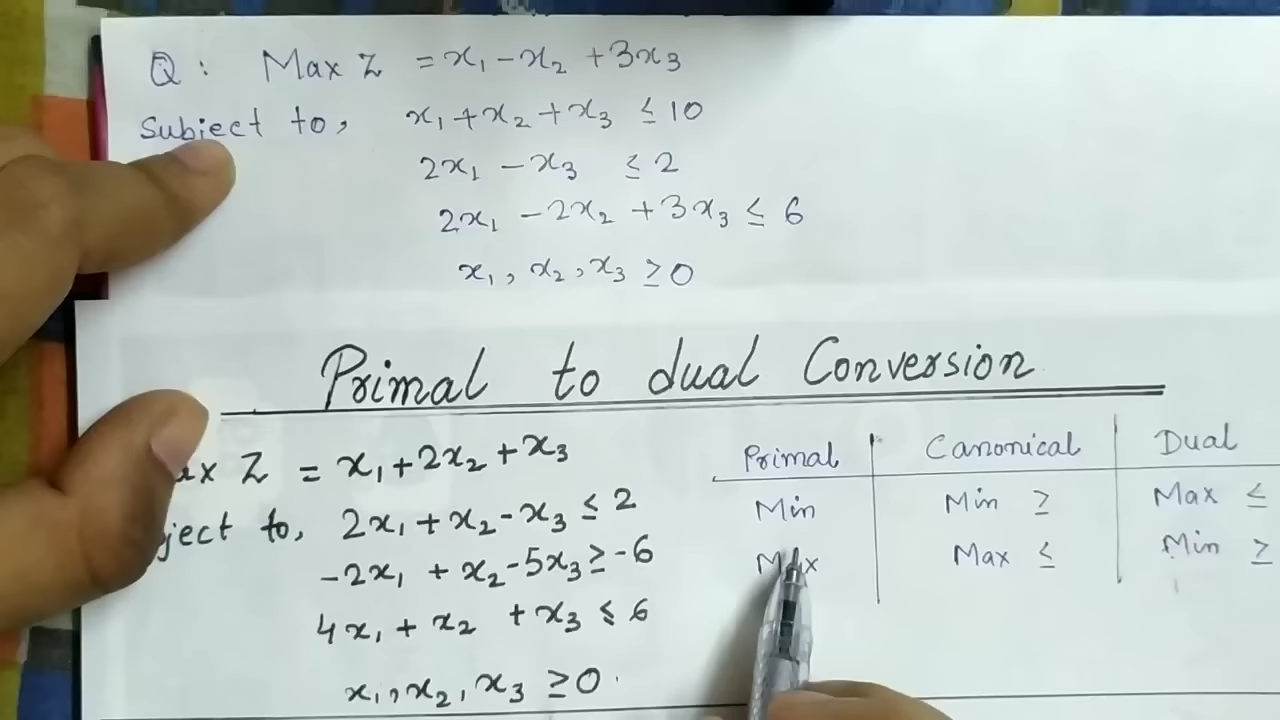 Q: Max Z = x₁ - x₂ + 3x₃
Subject to, x₁ + x₂ + x₃ ≤ 10
2x₁ - x₃ ≤ 2
2x₁ - 2x₂ + 3x₃ ≤ 6
x₁, x₂, x₃ ≥ 0
Primal to dual Conversion
Z = x₁ + 2x₂ + x₃
to, 2x₁ + x₂ - x₃ ≤ 2
-2x₁ + x₂ - 5x₃ ≥ -6
4x₁ + x₂ + x₃ ≤ 6
x₁, x₂, x₃ ≥ 0.
Primal Canonical Dual
Min Min ≥ Max ≤
Max Max ≤ Min ≥